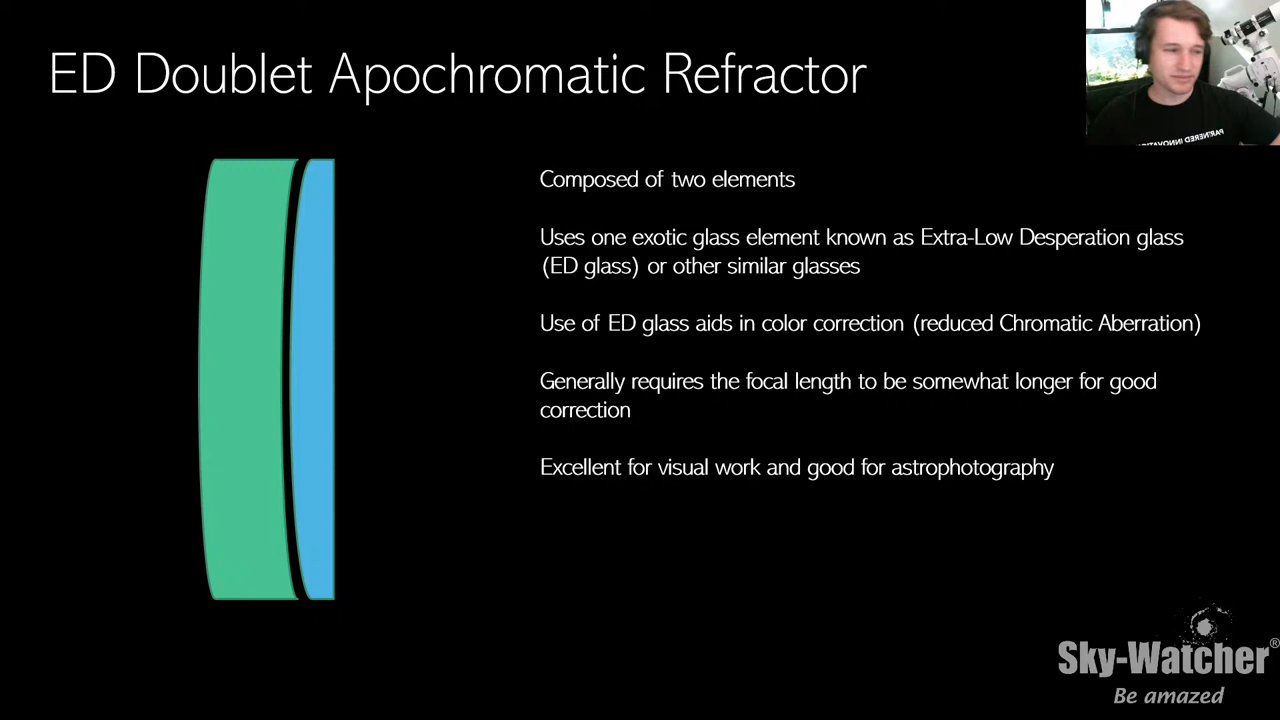 ED Doublet Apochromatic Refractor
Composed of two elements
Uses one exotic glass element known as Extra-Low Desperation glass
(ED glass) or other similar glasses
Use of ED glass aids in color correction (reduced Chromatic Aberration)
Generally requires the focal length to be somewhat longer for good
correction
Excellent for visual work and good for astrophotography
PARTNERED
Sky-Watcher®
Be amazed